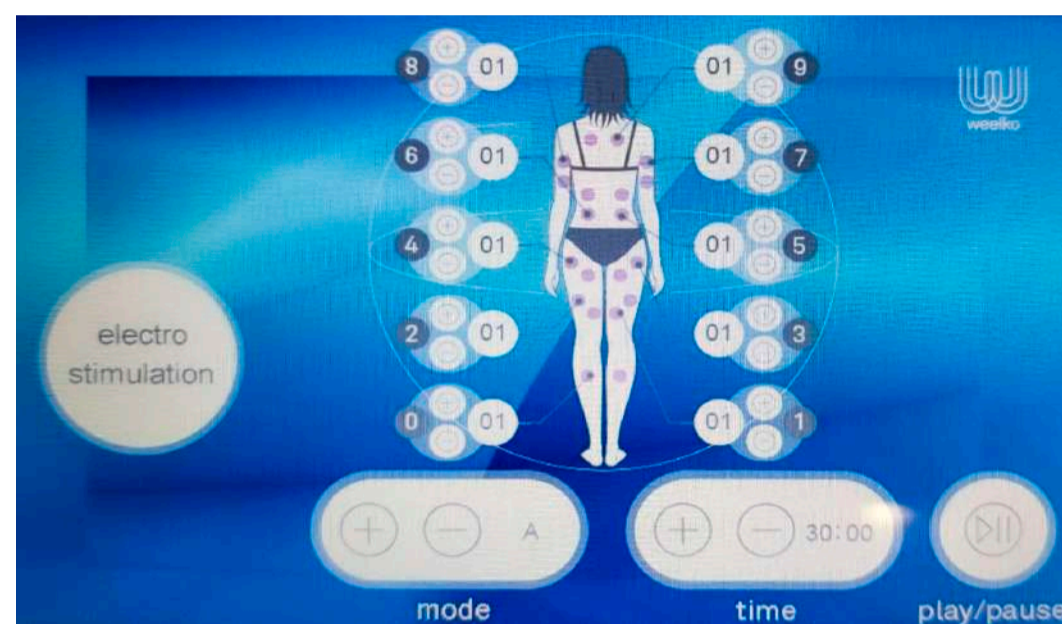 8 01 01 9
weelko
6 01 01 7
4 01 01 5
electro
stimulation
2 01 01 3
0 01 01 1
A
30:00
mode
time
play/pause